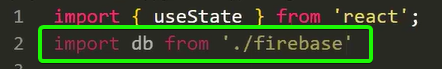 1 import { useState } from 'react';
2 import db from './firebase'